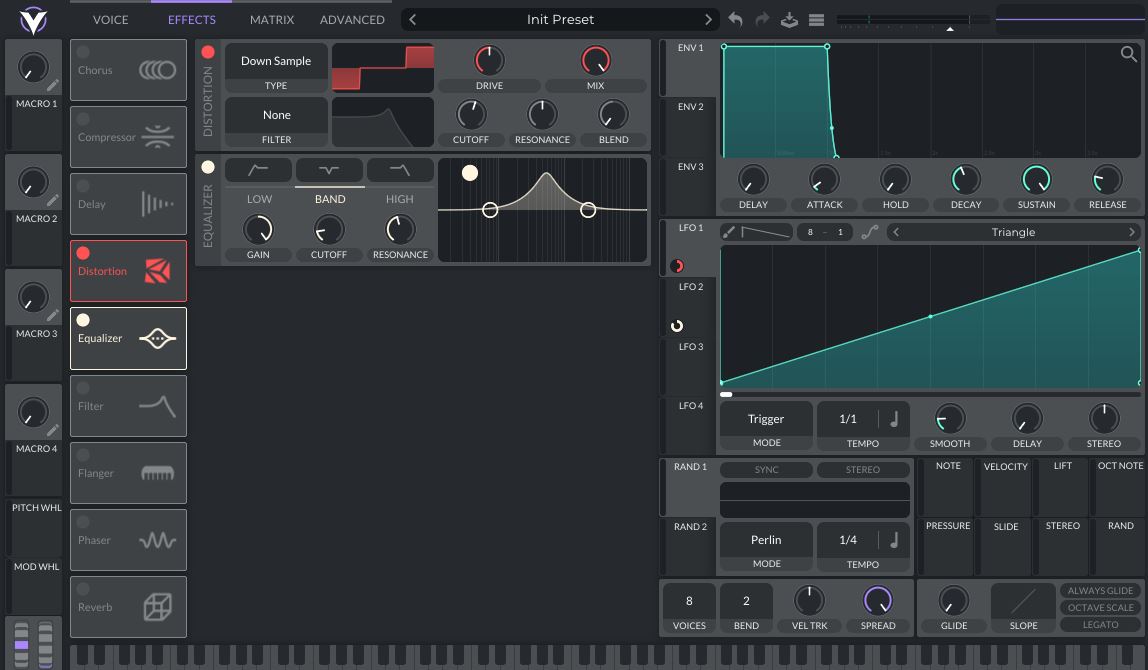 VOICE EFFECTS MATRIX ADVANCED Init Preset
MACRO 1
MACRO 2
MACRO 3
MACRO 4
PITCH WHL
MOD WHL
Chorus
Compressor
Delay
Distortion
Equalizer
Filter
Flanger
Phaser
Reverb
DISTORTION
Down Sample
TYPE
None
FILTER
DRIVE MIX
CUTOFF RESONANCE BLEND
EQUALIZER
LOW BAND HIGH
GAIN CUTOFF RESONANCE
ENV 1
ENV 2
ENV 3
DELAY ATTACK HOLD DECAY SUSTAIN RELEASE
LFO 1
LFO 2
LFO 3
LFO 4
8 - 1 Triangle
Trigger
MODE
1/1
TEMPO
SMOOTH DELAY STEREO
RAND 1
RAND 2
SYNC STEREO
Perlin
MODE
1/4
TEMPO
NOTE VELOCITY LIFT OCT NOTE
PRESSURE SLIDE STEREO RAND
8
VOICES
2
BEND
VEL TRK SPREAD
GLIDE SLOPE
ALWAYS GLIDE
OCTAVE SCALE
LEGATO